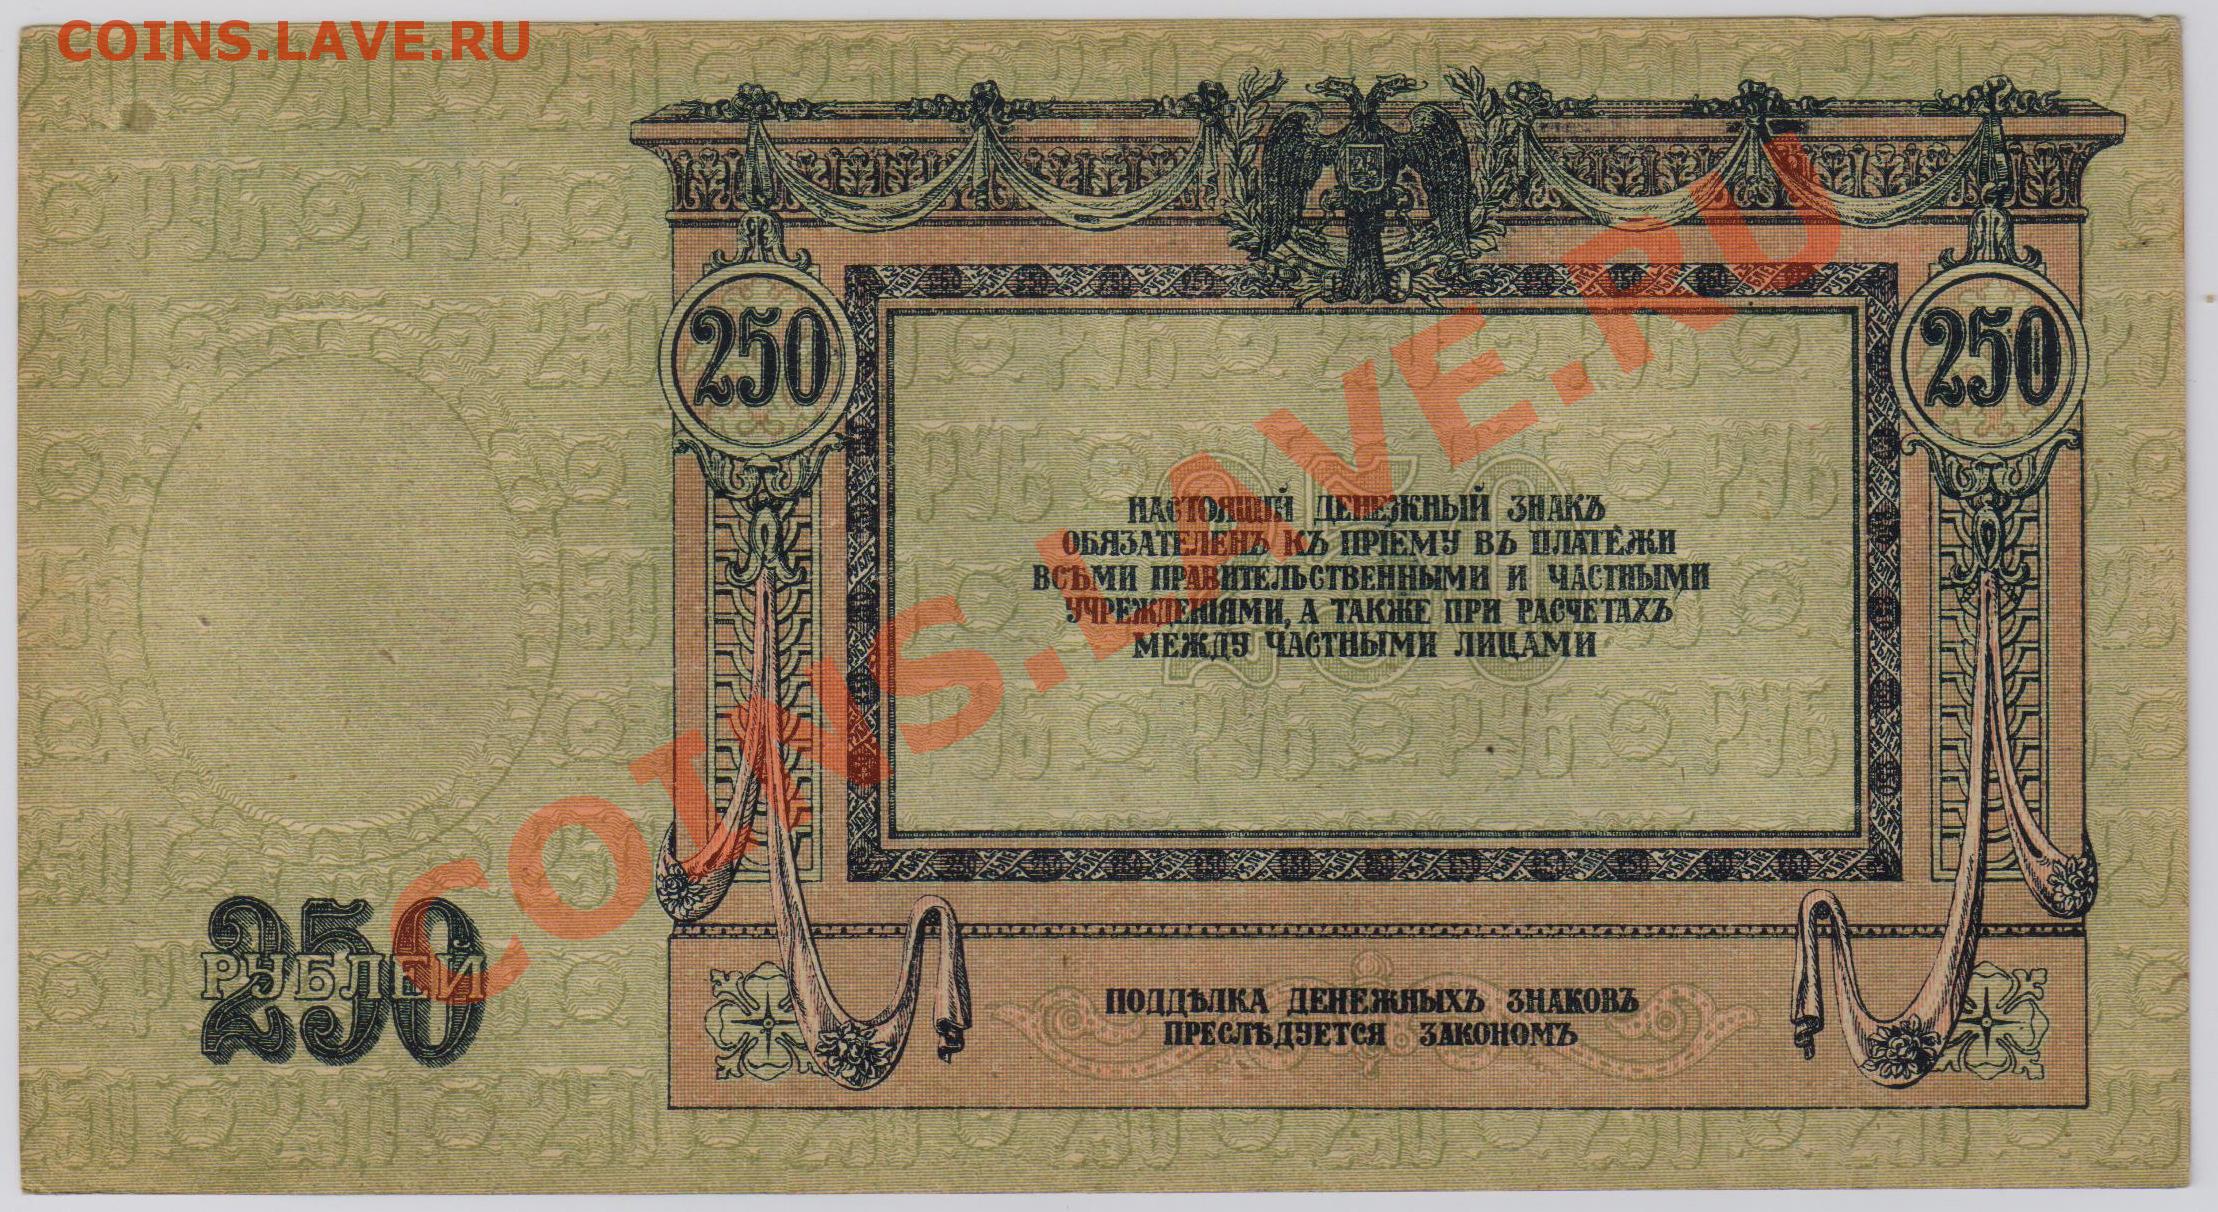 COINS.LAVE.RU
250
250
НАСТОЯЩІЙ ДЕНЕЖНЫЙ ЗНАКЪ
ОБЯЗАТЕЛЕНЪ КЪ ПРІЕМУ ВЪ ПЛАТЕЖИ
ВСѢМИ ПРАВИТЕЛЬСТВЕННЫМИ И ЧАСТНЫМИ
УЧРЕЖДЕНІЯМИ, А ТАКЖЕ ПРИ РАСЧЕТАХЪ
МЕЖДУ ЧАСТНЫМИ ЛИЦАМИ
250
РУБЛЕЙ
250
ПОДДѢЛКА ДЕНЕЖНЫХЪ ЗНАКОВЪ
ПРЕСЛѢДУЕТСЯ ЗАКОНОМЪ
COINS.LAVE.RU